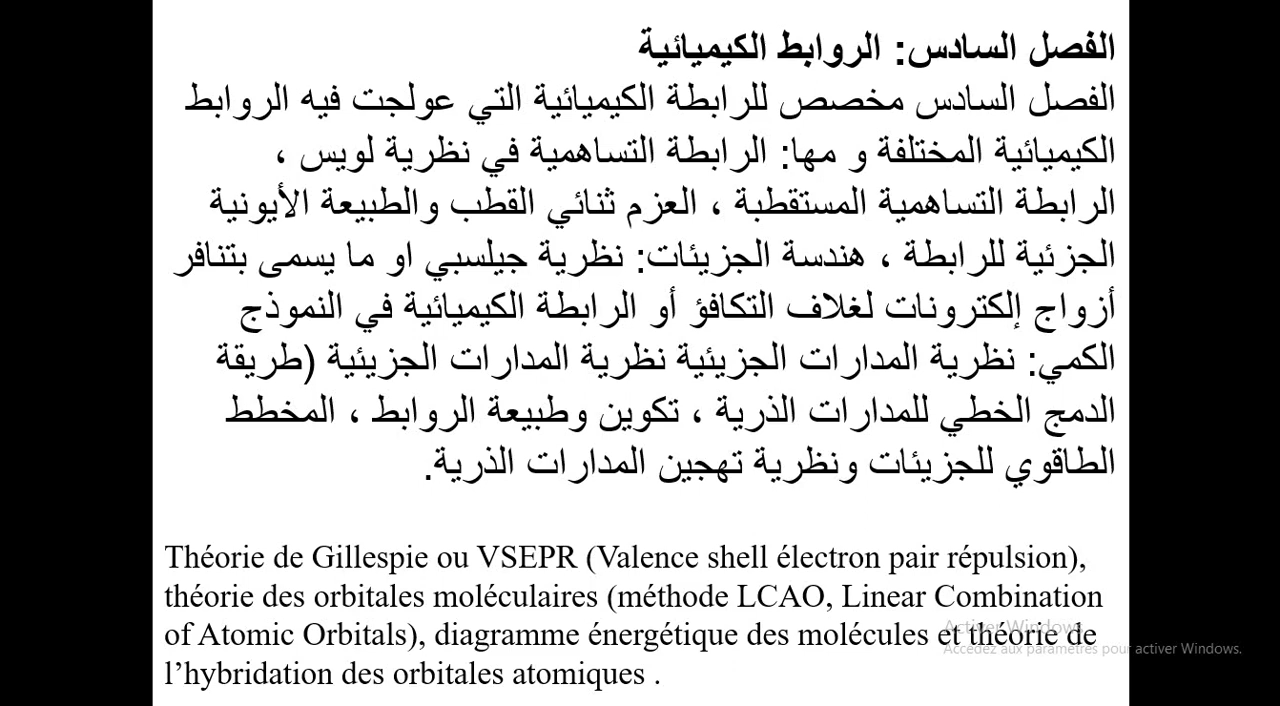 الفصل السادس: الروابط الكيميائية
الفصل السادس مخصص للرابطة الكيميائية التي عولجت فيه الروابط
الكيميائية المختلفة و مها: الرابطة التساهمية في نظرية لويس ،
الرابطة التساهمية المستقطبة ، العزم ثنائي القطب والطبيعة الأيونية
الجزئية للرابطة ، هندسة الجزيئات: نظرية جيلسبي او ما يسمى بتنافر
أزواج إلكترونات لغلاف التكافؤ أو الرابطة الكيميائية في النموذج
الكمي: نظرية المدارات الجزيئية نظرية المدارات الجزيئية (طريقة
الدمج الخطي للمدارات الذرية ، تكوين وطبيعة الروابط ، المخطط
الطاقوي للجزيئات ونظرية تهجين المدارات الذرية.
Théorie de Gillespie ou VSEPR (Valence shell électron pair répulsion),
théorie des orbitales moléculaires (méthode LCAO, Linear Combination
of Atomic Orbitals), diagramme énergétique des molécules et théorie de
l’hybridation des orbitales atomiques .
Activer Windows
Accédez aux paramètres pour activer Windows.